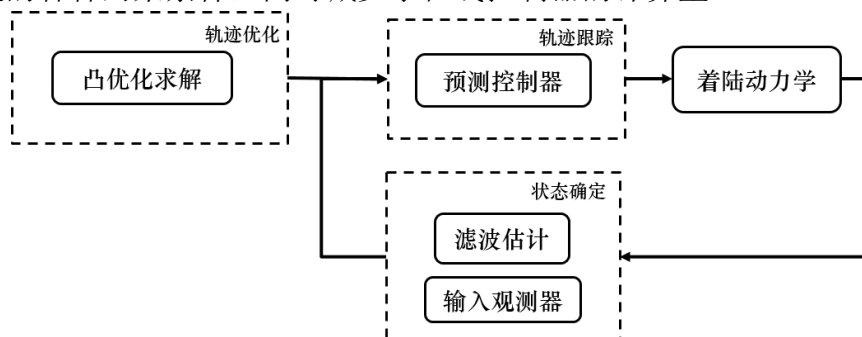 轨迹优化
凸优化求解
轨迹跟踪
预测控制器
着陆动力学
状态确定
滤波估计
输入观测器